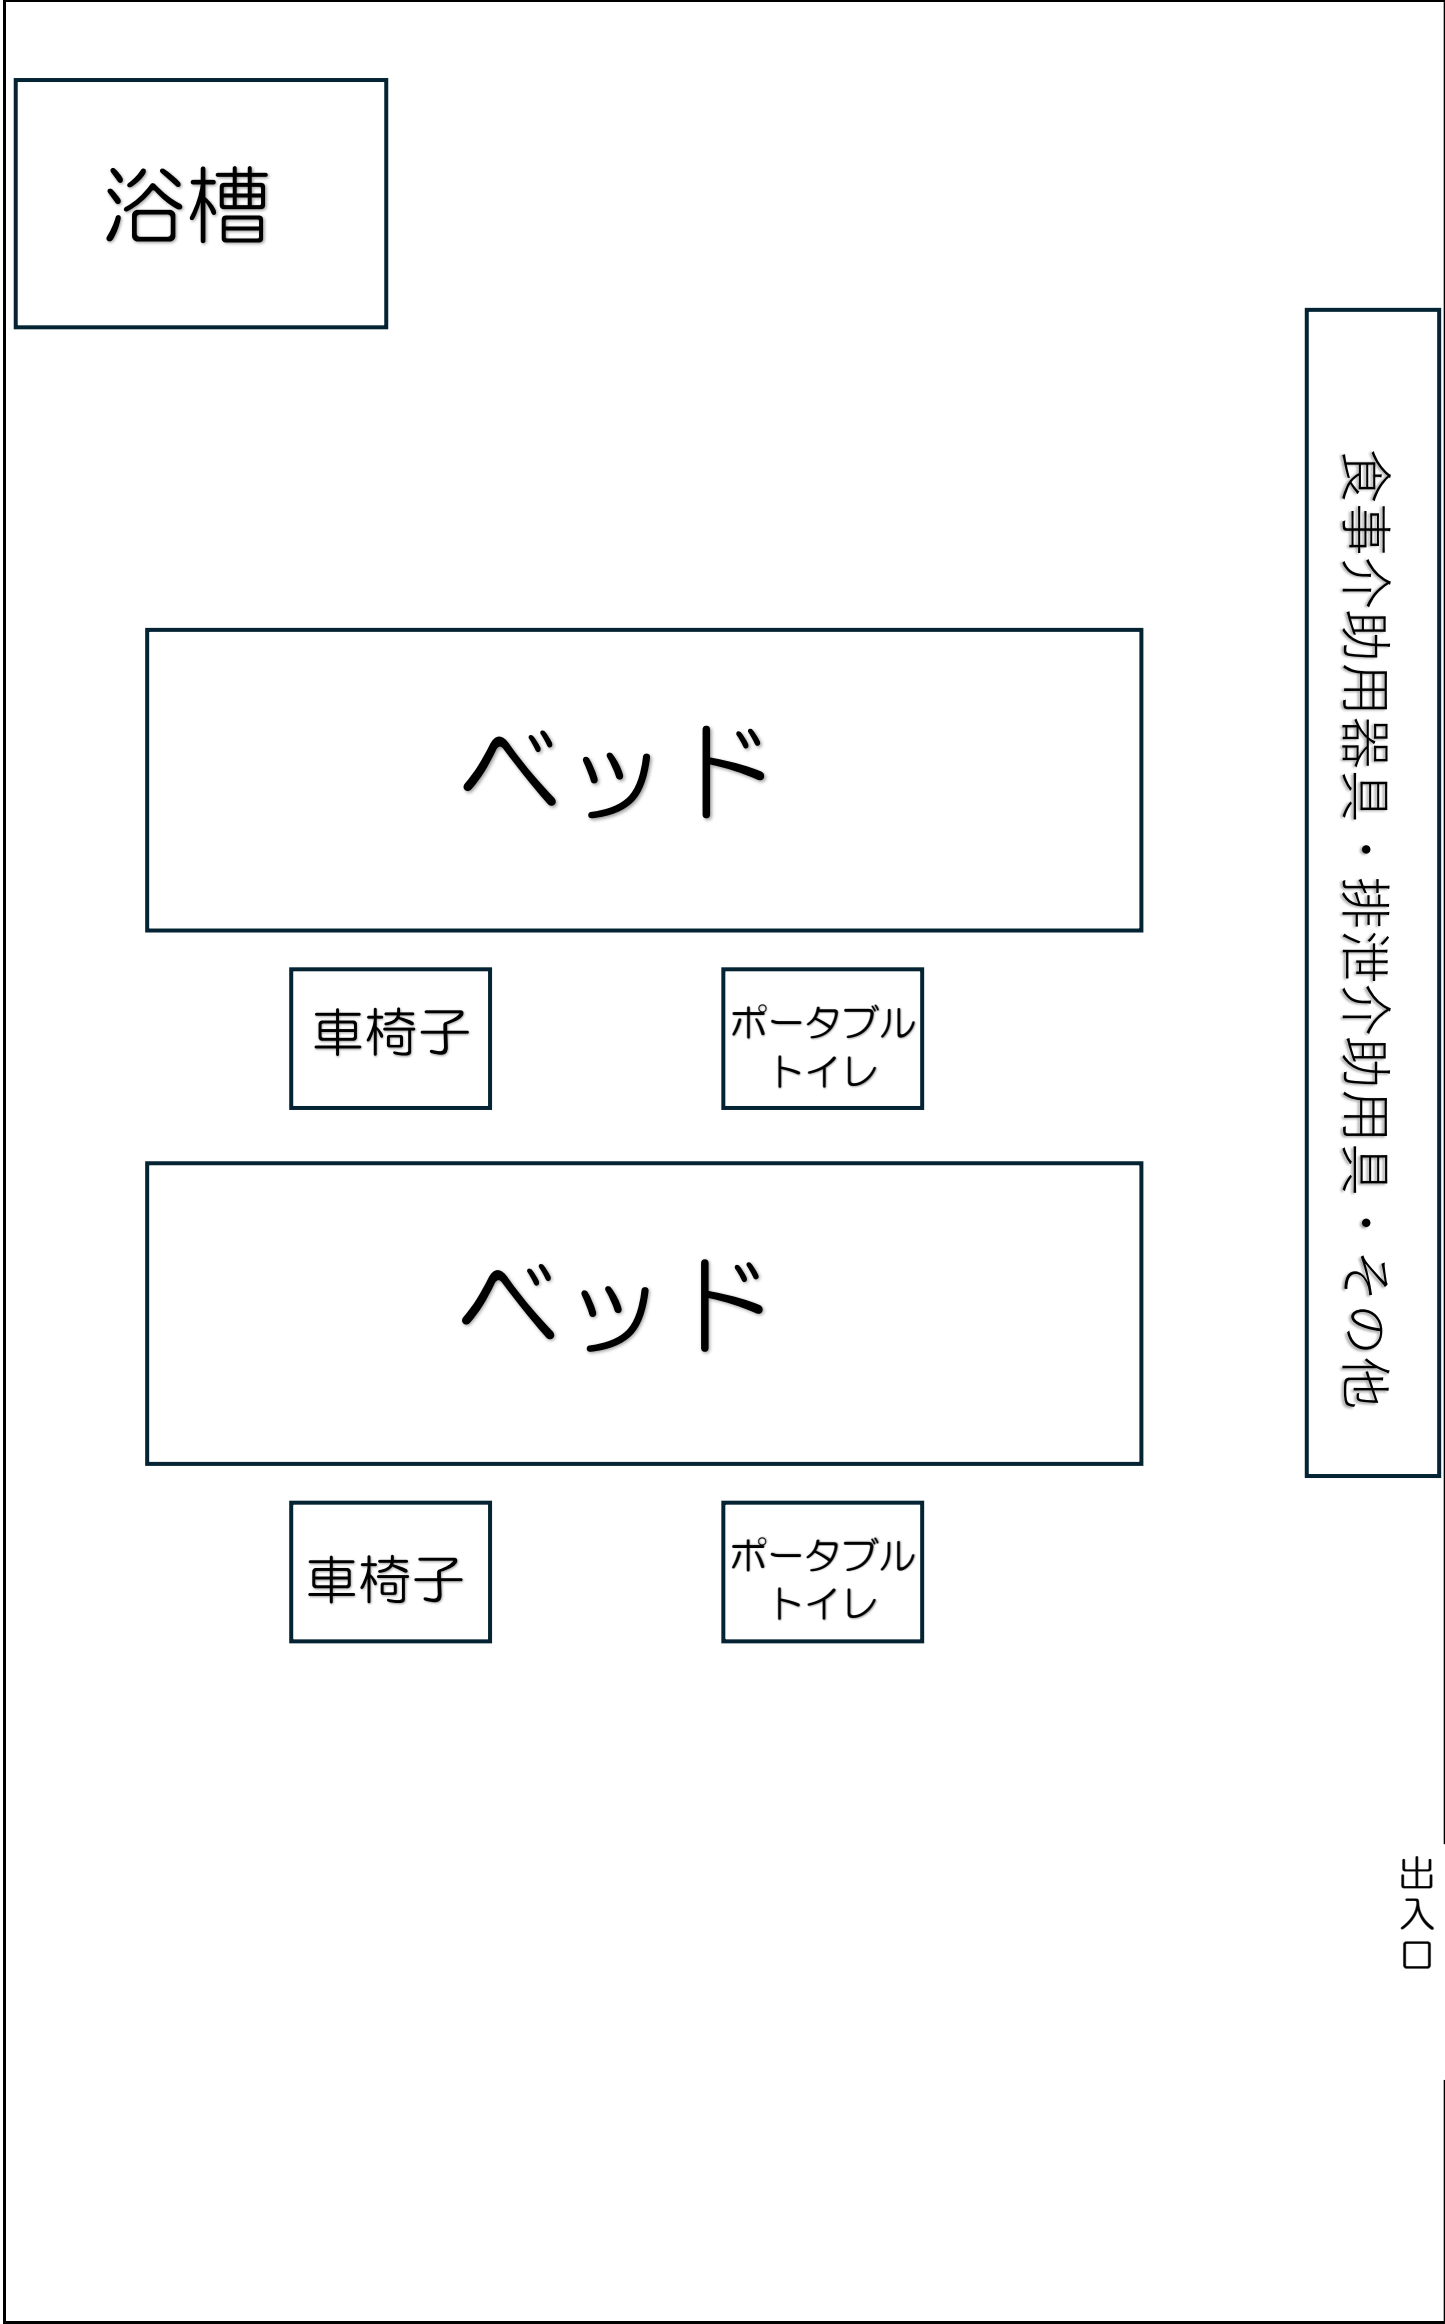 浴槽
食事介助用器具・排泄介助用具・その他
ベッド
車椅子
ポータブル
トイレ
ベッド
車椅子
ポータブル
トイレ
出入口